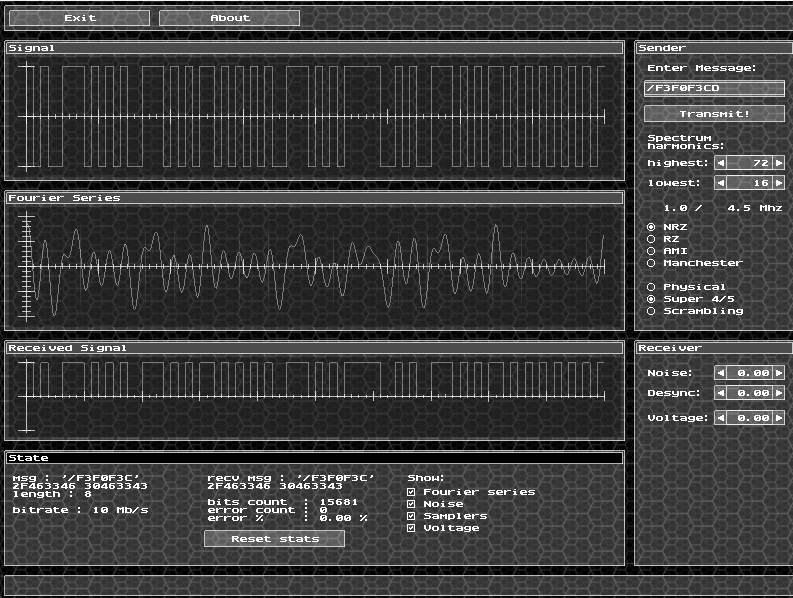 Exit About
Signal
Sender
Enter Message:
/F3F0F3CD
Transmit!
Spectrum
harmonics:
highest: 72
lowest: 16
1.0 / 4.5 Mhz
NRZ
RZ
AMI
Manchester
Physical
Super 4/5
Scrambling
Fourier Series
Received Signal
Receiver
Noise: 0.00
Desync: 0.00
Voltage: 0.00
State
msg : '/F3F0F3C'
2F463346 30463343
length : 8
bitrate : 10 Mb/s
recv msg : '/F3F0F3C'
2F463346 30463343
bits count : 15681
error count : 0
error % : 0.00 %
Reset stats
Show:
Fourier series
Noise
Samplers
Voltage